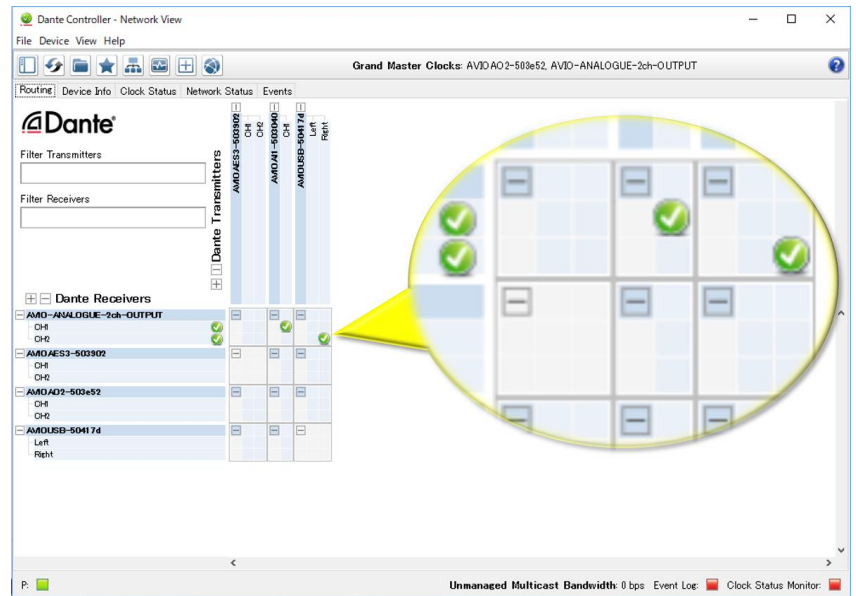 Dante Controller - Network View
File Device View Help
Grand Master Clocks: AVIOAO2-503e52, AVIO-ANALOGUE-2ch-OUTPUT
Routing Device Info Clock Status Network Status Events
Dante
Filter Transmitters
Filter Receivers
Dante Transmitters
AVIOAES3-503902
CH1
CH2
AVIOAI1-503040
CH1
AVIOUSB-50417d
Left
Right
Dante Receivers
AVIO-ANALOGUE-2ch-OUTPUT
CH1
CH2
AVIOAES3-503902
CH1
CH2
AVIOAO2-503e52
CH1
CH2
AVIOUSB-50417d
Left
Right
P:
Unmanaged Multicast Bandwidth: 0 bps Event Log: Clock Status Monitor: